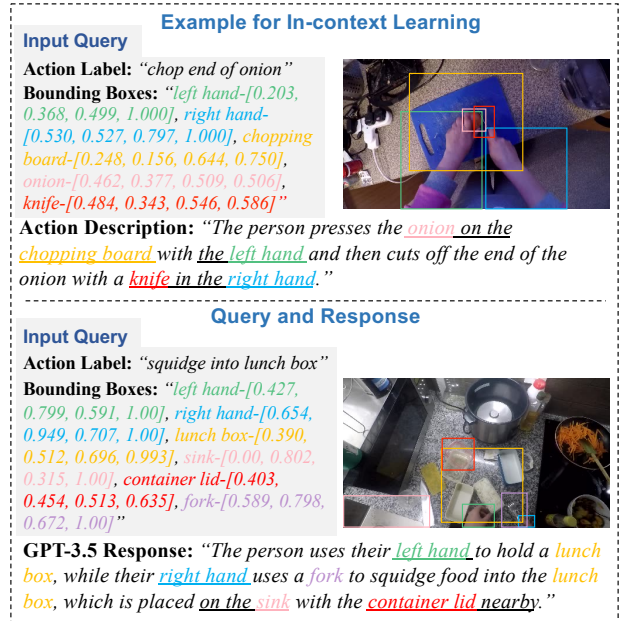 Example for In-context Learning
Input Query
Action Label: “chop end of onion”
Bounding Boxes: “left hand-[0.203,
0.368, 0.499, 1.000], right hand-
[0.530, 0.527, 0.797, 1.000], chopping
board-[0.248, 0.156, 0.644, 0.750],
onion-[0.462, 0.377, 0.509, 0.506],
knife-[0.484, 0.343, 0.546, 0.586]”
Action Description: “The person presses the onion on the
chopping board with the left hand and then cuts off the end of the
onion with a knife in the right hand.”
Query and Response
Input Query
Action Label: “squidge into lunch box”
Bounding Boxes: “left hand-[0.427,
0.799, 0.591, 1.00], right hand-[0.654,
0.949, 0.707, 1.00], lunch box-[0.390,
0.512, 0.696, 0.993], sink-[0.00, 0.802,
0.315, 1.00], container lid-[0.403,
0.454, 0.513, 0.635], fork-[0.589, 0.798,
0.672, 1.00]”
GPT-3.5 Response: “The person uses their left hand to hold a lunch
box, while their right hand uses a fork to squidge food into the lunch
box, which is placed on the sink with the container lid nearby.”